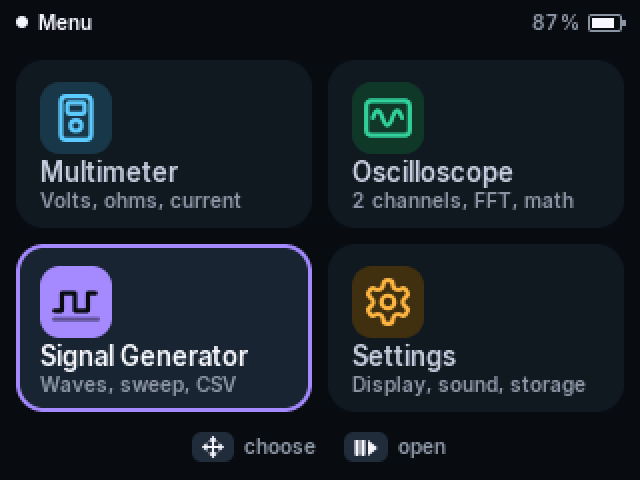 Menu
87%
Multimeter
Volts, ohms, current
Oscilloscope
2 channels, FFT, math
Signal Generator
Waves, sweep, CSV
Settings
Display, sound, storage
choose
open